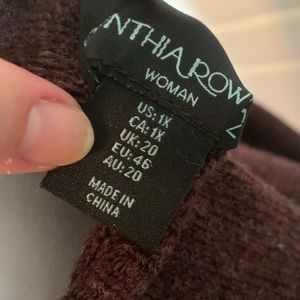 NTHIA ROW
WOMAN
US: 1X
CA: 1X
UK: 20
EU: 46
AU: 20
MADE IN
CHINA